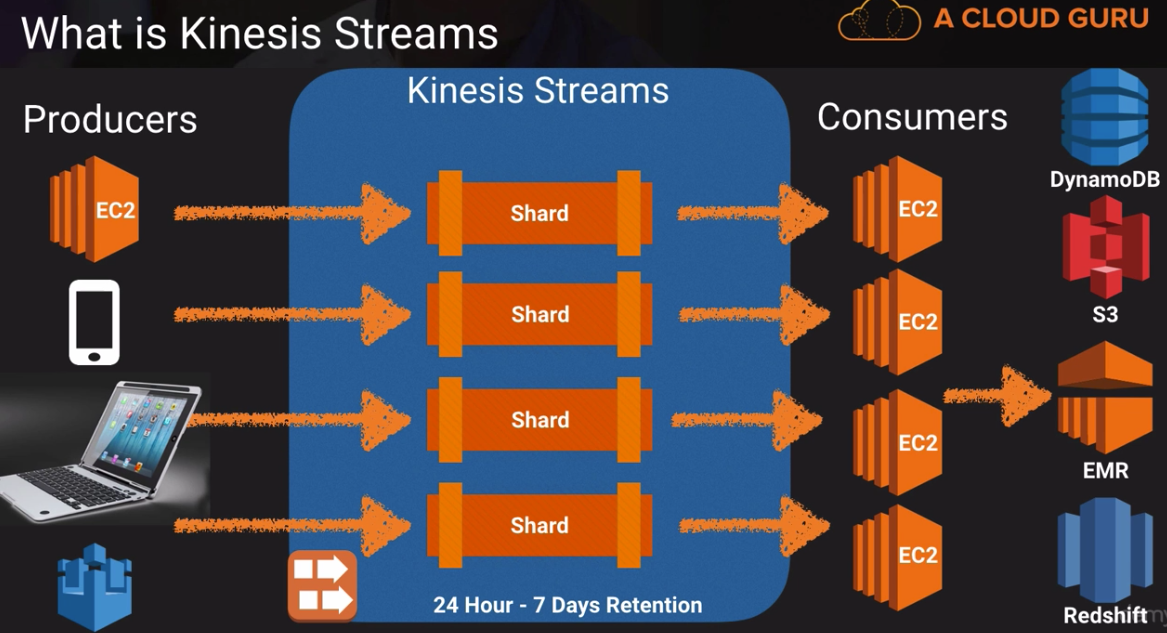 What is Kinesis Streams
A CLOUD GURU
Kinesis Streams
Producers
Consumers
DynamoDB
EC2
Shard
EC2
S3
Shard
EC2
Shard
EC2
EMR
Shard
EC2
24 Hour - 7 Days Retention
Redshift